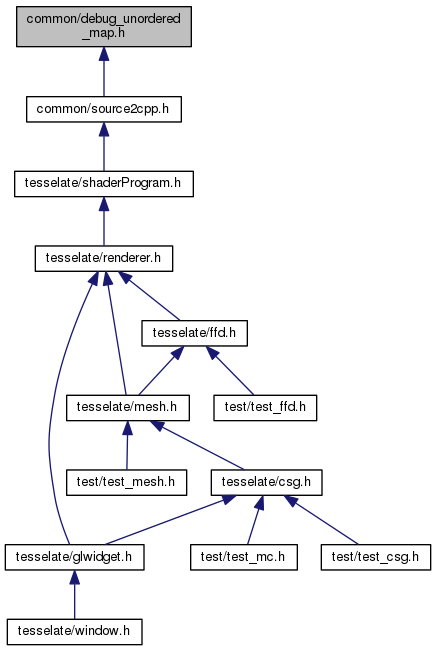 common/debug_unordered
_map.h
common/source2cpp.h
tesselate/shaderProgram.h
tesselate/renderer.h
tesselate/ffd.h
tesselate/mesh.h
test/test_ffd.h
test/test_mesh.h
tesselate/csg.h
tesselate/glwidget.h
test/test_mc.h
test/test_csg.h
tesselate/window.h